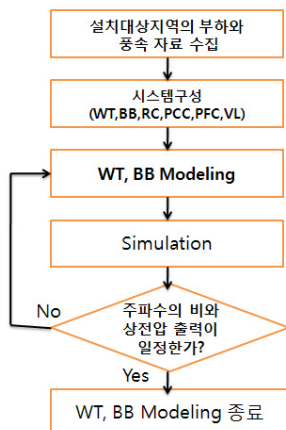 설치대상지역의 부하와
풍속 자료 수집
시스템구성
(WT,BB,RC,PCC,PFC,VL)
WT, BB Modeling
Simulation
주파수의 비와
상전압 출력이
일정한가?
No
Yes
WT, BB Modeling 종료